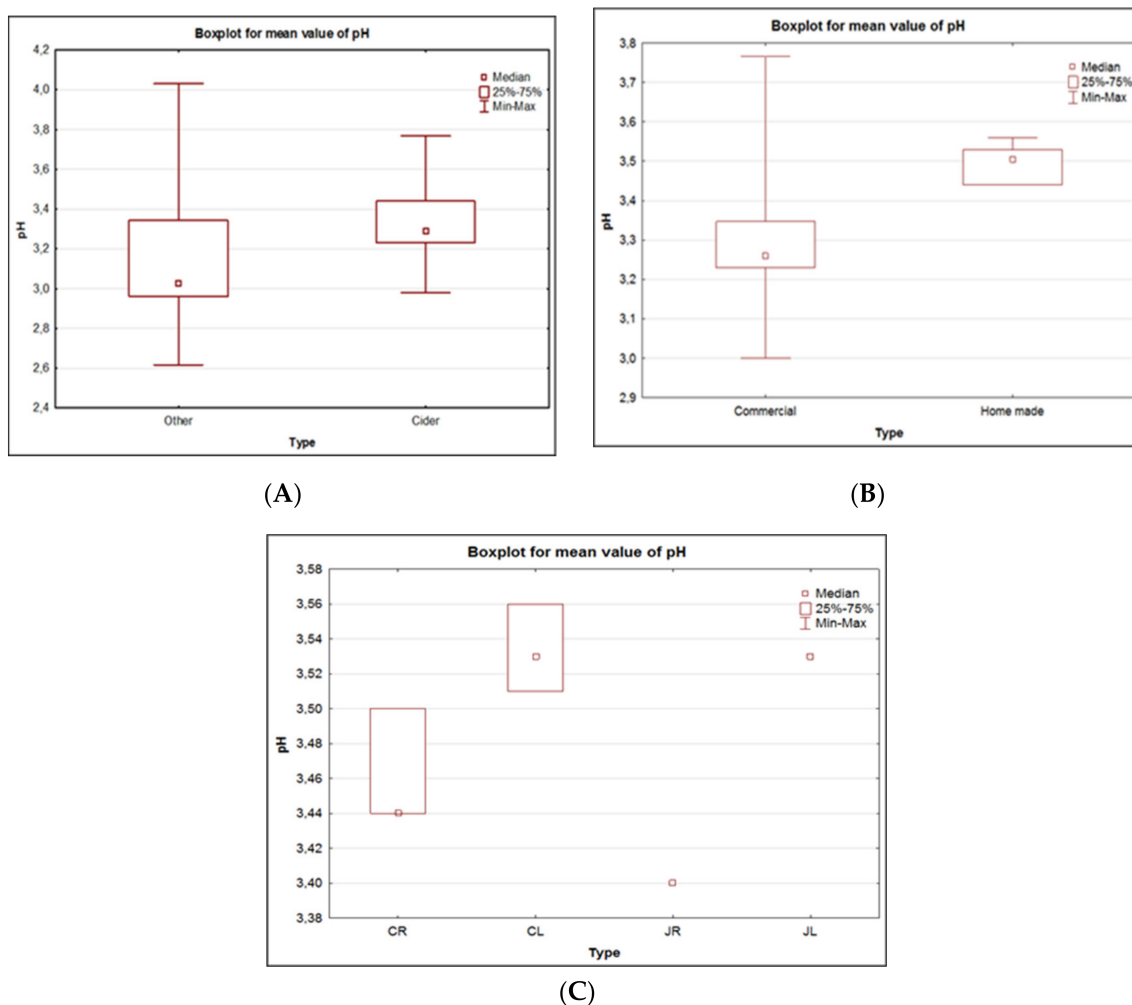 Boxplot for mean value of pH
4,2
4,0
3,8
3,6
3,4
3,2
3,0
2,8
2,6
2,4
pH
Median
25%-75%
Min-Max
Other Cider
Type
(A)
Boxplot for mean value of pH
3,8
3,7
3,6
3,5
3,4
3,3
3,2
3,1
3,0
2,9
pH
Median
25%-75%
Min-Max
Commercial Home made
Type
(B)
Boxplot for mean value of pH
3,58
3,56
3,54
3,52
3,50
3,48
3,46
3,44
3,42
3,40
3,38
pH
Median
25%-75%
Min-Max
CR CL JR JL
Type
(C)